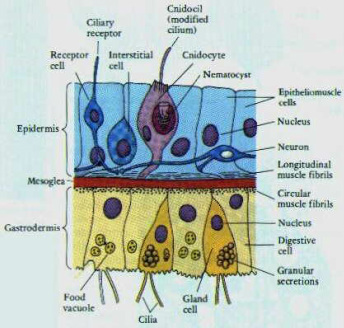 Cnidocil
(modified
cilium)
Ciliary
receptor
Receptor
cell
Interstitial
cell
Cnidocyte
Nematocyst
Epitheliomuscle
cells
Nucleus
Epidermis
Neuron
Longitudinal
muscle fibrils
Mesoglea
Circular
muscle fibrils
Nucleus
Gastrodermis
Digestive
cell
Granular
secretions
Food
vacuole
Gland
cell
Cilia